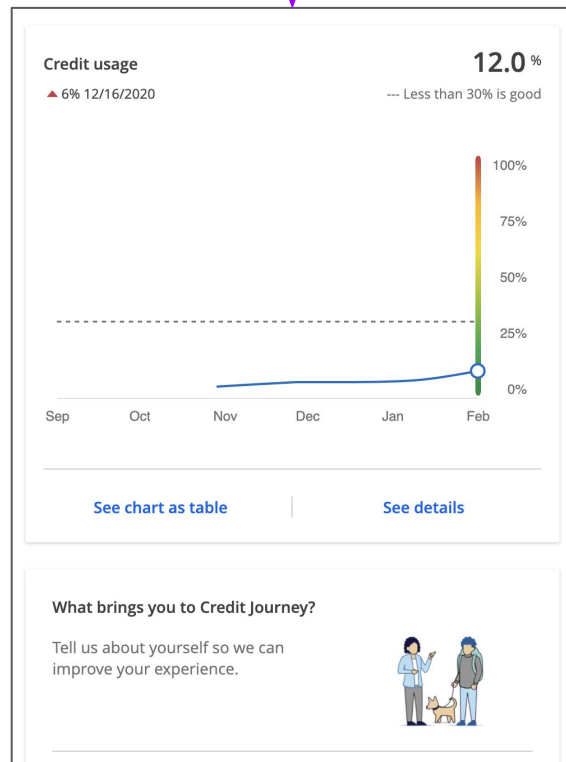 Credit usage
12.0 %
6% 12/16/2020
--- Less than 30% is good
100%
75%
50%
25%
0%
Sep Oct Nov Dec Jan Feb
See chart as table
See details
What brings you to Credit Journey?
Tell us about yourself so we can
improve your experience.